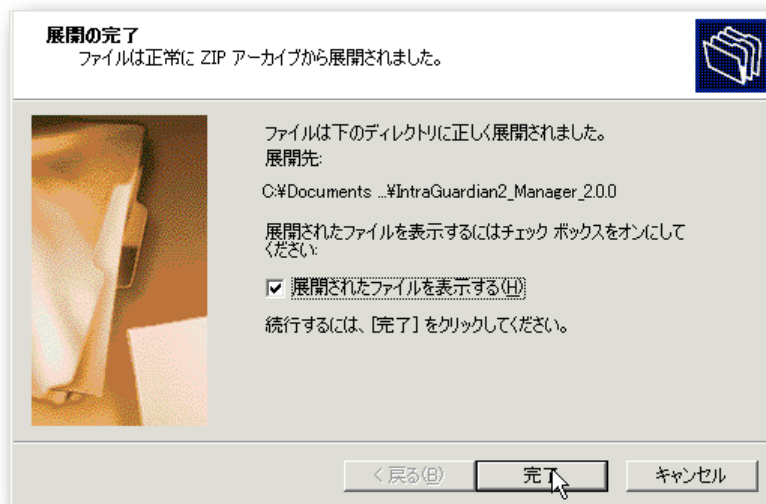 展開の完了
ファイルは正常に ZIP アーカイブから展開されました。
ファイルは下のディレクトリに正しく展開されました。
展開先:
C:¥Documents ...¥IntraGuardian2_Manager_2.0.0
展開されたファイルを表示するにはチェック ボックスをオンにして
ください:
展開されたファイルを表示する(H)
続行するには、[完了] をクリックしてください。
< 戻る(B)
完了
キャンセル